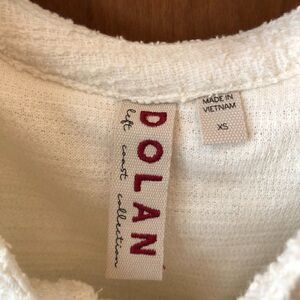 DOLAN
left coast collection
MADE IN
VIETNAM
XS